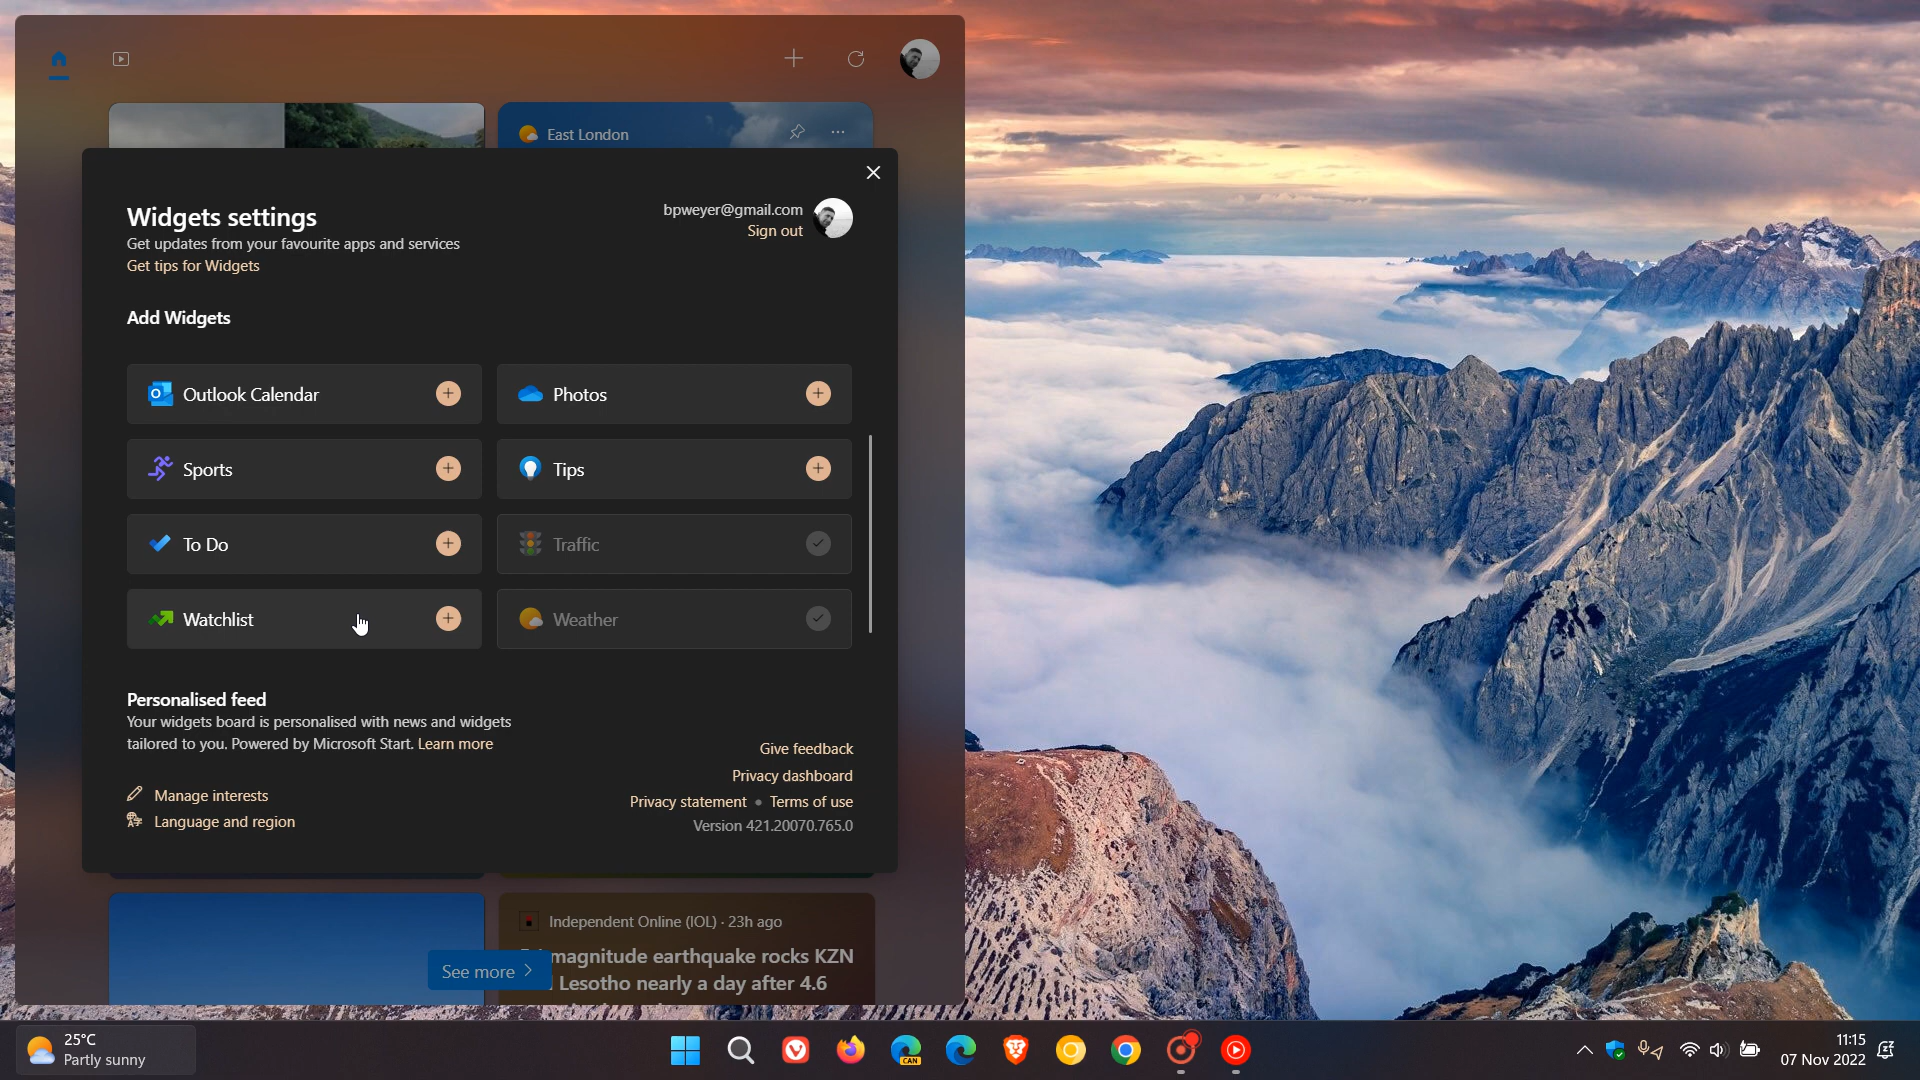 East London
Widgets settings
Get updates from your favourite apps and services
Get tips for Widgets
bpweyer@gmail.com
Sign out
Add Widgets
Outlook Calendar
Photos
Sports
Tips
To Do
Traffic
Watchlist
Weather
Personalised feed
Your widgets board is personalised with news and widgets
tailored to you. Powered by Microsoft Start. Learn more
Manage interests
Language and region
Give feedback
Privacy dashboard
Privacy statement • Terms of use
Version 421.20070.765.0
Independent Online (IOL) · 23h ago
magnitude earthquake rocks KZN
Lesotho nearly a day after 4.6
See more
25°C
Partly sunny
CAN
11:15
07 Nov 2022